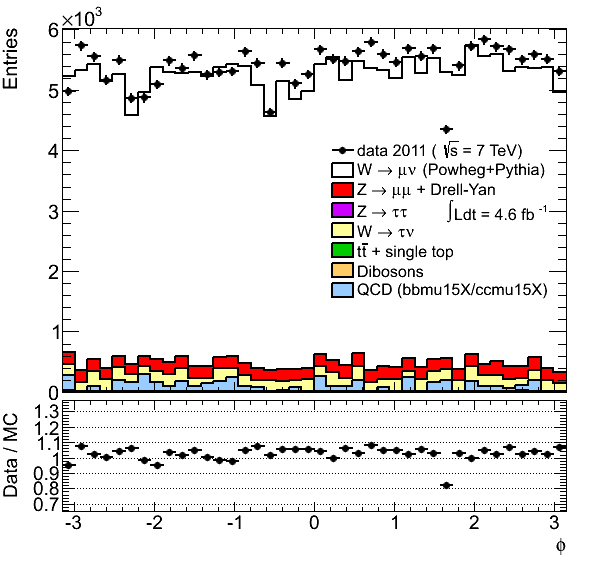 ×10³
Entries
6
5
4
3
2
1
0
data 2011 ( √s = 7 TeV)
W → μν (Powheg+Pythia)
Z → μμ + Drell-Yan
Z → ττ
∫Ldt = 4.6 fb⁻¹
W → τν
tt̄ + single top
Dibosons
QCD (bbmu15X/ccmu15X)
Data / MC
1.3
1.2
1.1
1
0.9
0.8
0.7
-3 -2 -1 0 1 2 3
ϕ